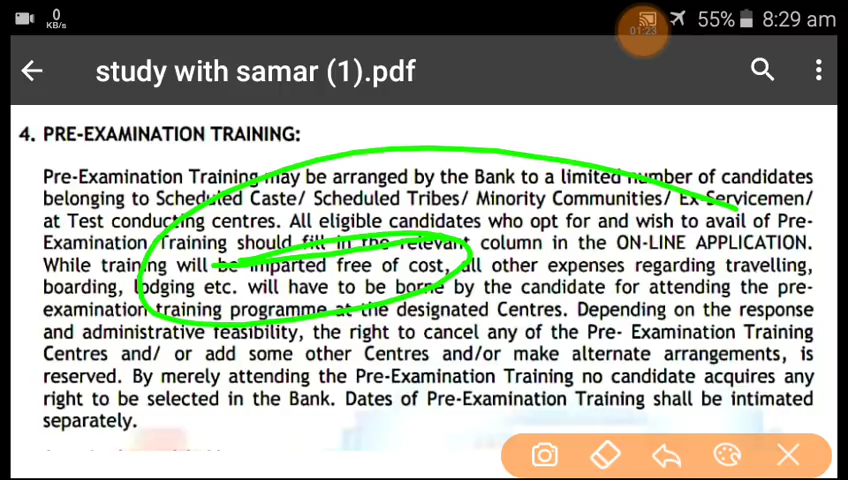 0
KB/s
01:23
55%
8:29 am
study with samar (1).pdf
4. PRE-EXAMINATION TRAINING:
Pre-Examination Training may be arranged by the Bank to a limited number of candidates
belonging to Scheduled Caste/ Scheduled Tribes/ Minority Communities/ Ex-Servicemen/
at Test conducting centres. All eligible candidates who opt for and wish to avail of Pre-
Examination Training should fill in the relevant column in the ON-LINE APPLICATION.
While training will be imparted free of cost, all other expenses regarding travelling,
boarding, lodging etc. will have to be borne by the candidate for attending the pre-
examination training programme at the designated Centres. Depending on the response
and administrative feasibility, the right to cancel any of the Pre- Examination Training
Centres and/ or add some other Centres and/or make alternate arrangements, is
reserved. By merely attending the Pre-Examination Training no candidate acquires any
right to be selected in the Bank. Dates of Pre-Examination Training shall be intimated
separately.